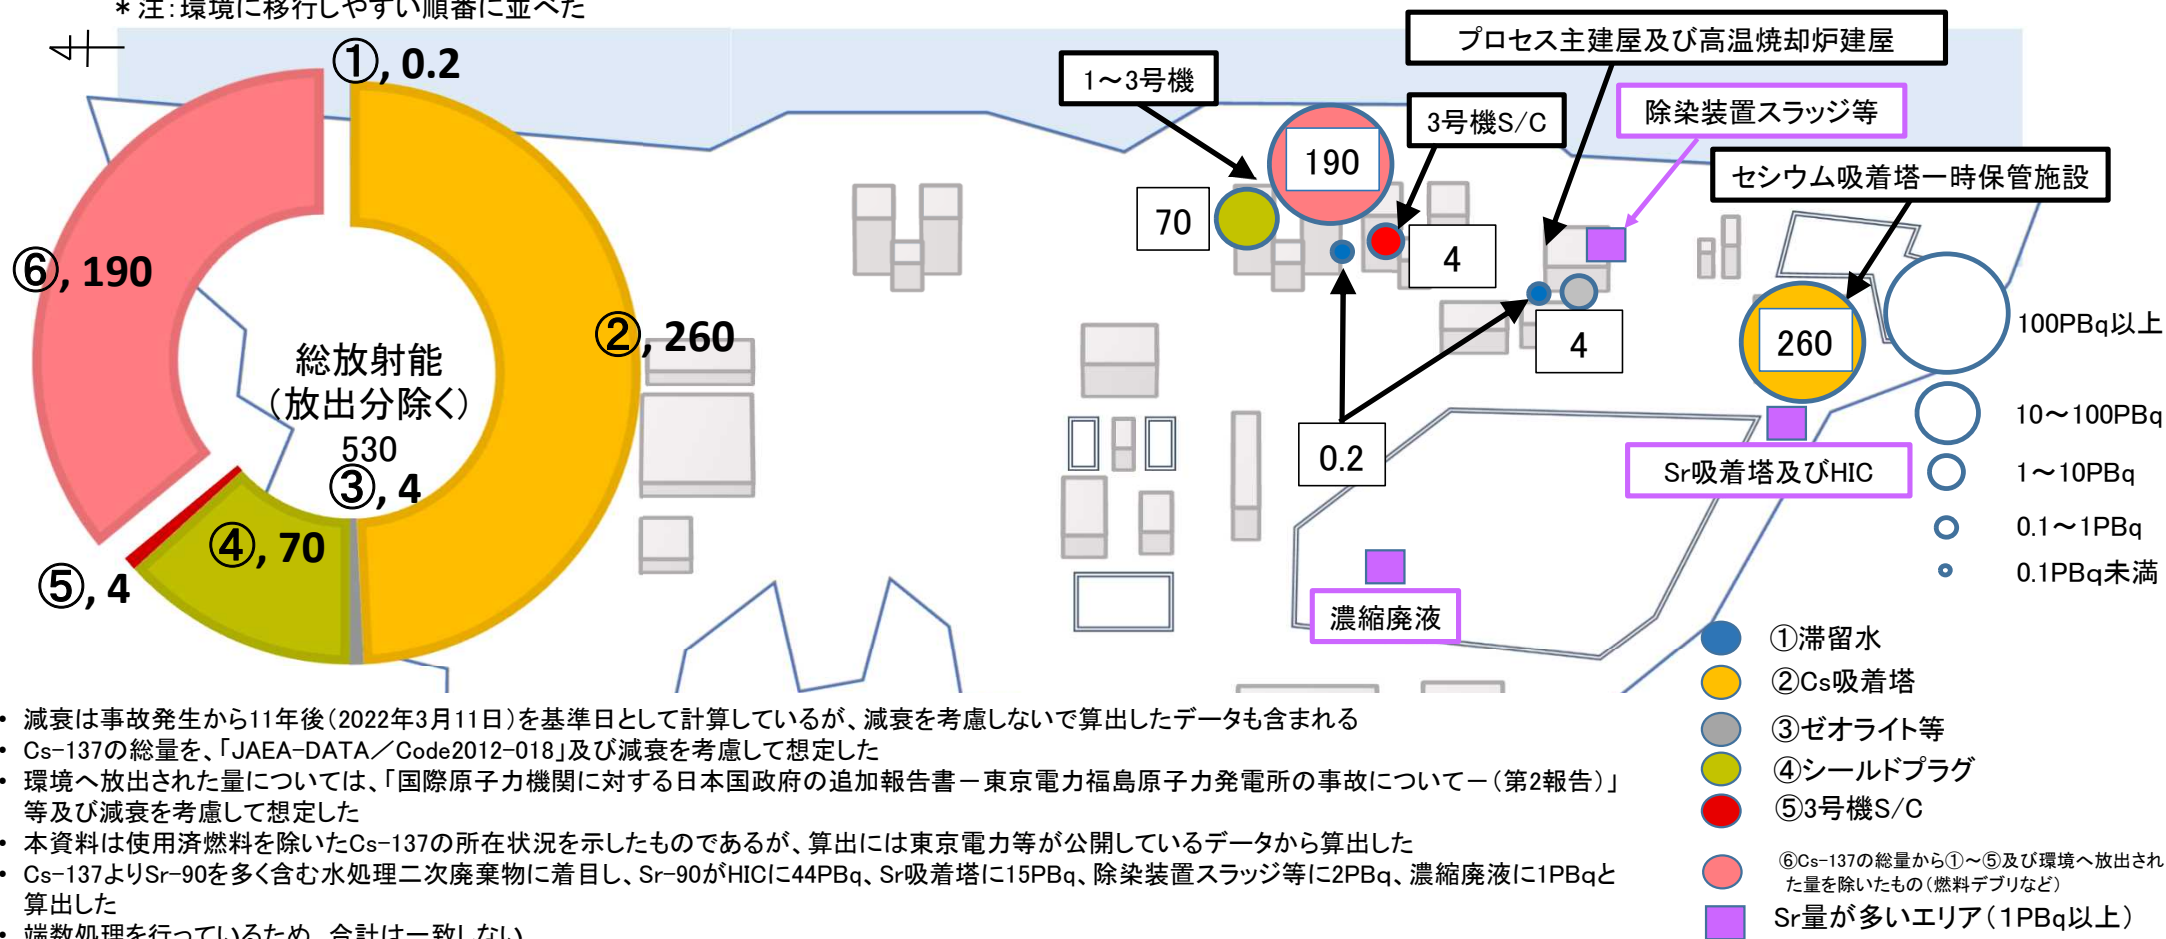 ＊注：環境に移行しやすい順番に並べた
①, 0.2
②, 260
③, 4
④, 70
⑤, 4
⑥, 190
総放射能
（放出分除く）
530
プロセス主建屋及び高温焼却炉建屋
1～3号機
3号機S/C
除染装置スラッジ等
セシウム吸着塔一時保管施設
190
70
4
4
260
0.2
Sr吸着塔及びHIC
濃縮廃液
100PBq以上
10～100PBq
1～10PBq
0.1～1PBq
0.1PBq未満
①滞留水
②Cs吸着塔
③ゼオライト等
④シールドプラグ
⑤3号機S/C
⑥Cs-137の総量から①～⑤及び環境へ放出され
た量を除いたもの（燃料デブリなど）
Sr量が多いエリア（１PBq以上）
• 減衰は事故発生から11年後（2022年3月11日）を基準日として計算しているが、減衰を考慮しないで算出したデータも含まれる
• Cs-137の総量を、「JAEA-DATA／Code2012-018」及び減衰を考慮して想定した
• 環境へ放出された量については、「国際原子力機関に対する日本国政府の追加報告書－東京電力福島原子力発電所の事故について－（第2報告）」
等及び減衰を考慮して想定した
• 本資料は使用済燃料を除いたCs-137の所在状況を示したものであるが、算出には東京電力等が公開しているデータから算出した
• Cs-137よりSr-90を多く含む水処理二次廃棄物に着目し、Sr-90がHICに44PBq、Sr吸着塔に15PBq、除染装置スラッジ等に2PBq、濃縮廃液に1PBqと
算出した
• 端数処理を行っているため、合計は一致しない